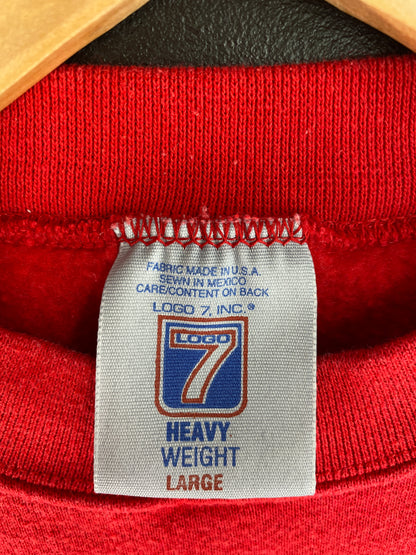 FABRIC MADE IN U.S.A.
SEWN IN MEXICO
CARE/CONTENT ON BACK
LOGO 7, INC.®
LOGO
7
HEAVY
WEIGHT
LARGE